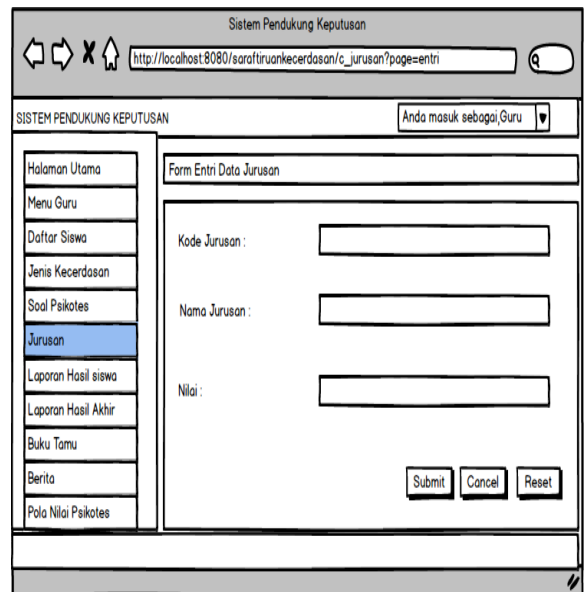 Sistem Pendukung Keputusan
http://localhost:8080/saraftiruankecerdasan/c_jurusan?page=entri
SISTEM PENDUKUNG KEPUTUSAN
Anda masuk sebagai,Guru
Halaman Utama
Menu Guru
Daftar Siswa
Jenis Kecerdasan
Soal Psikotes
Jurusan
Laporan Hasil siswa
Laporan Hasil Akhir
Buku Tamu
Berita
Pola Nilai Psikotes
Form Entri Data Jurusan
Kode Jurusan :
Nama Jurusan :
Nilai :
Submit Cancel Reset